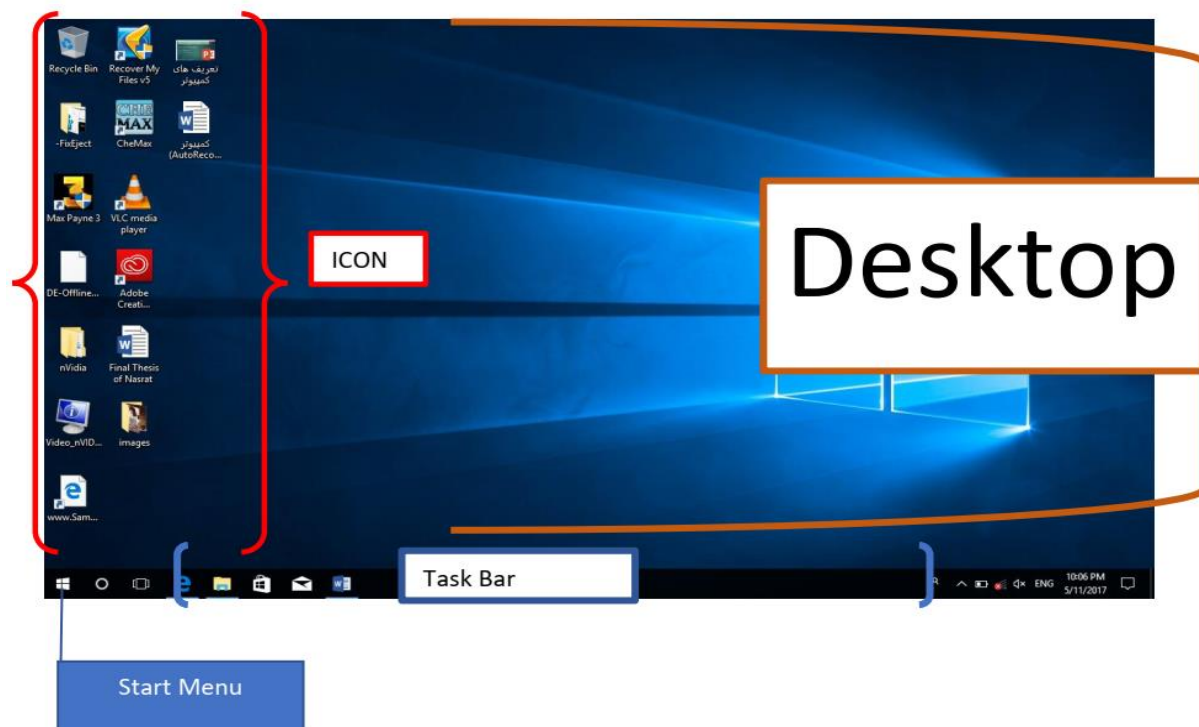 Recycle Bin
Recover My
Files v5
تعریف های
کمپیوتر
-FixEject
CheMax
کمپیوتر
(AutoReco...
Max Payne 3
VLC media
player
DE-Offline...
Adobe
Creati...
nVidia
Final Thesis
of Nasrat
Video_nVID...
images
www.Sam...
ICON
Desktop
Task Bar
ENG
10:06 PM
5/11/2017
Start Menu